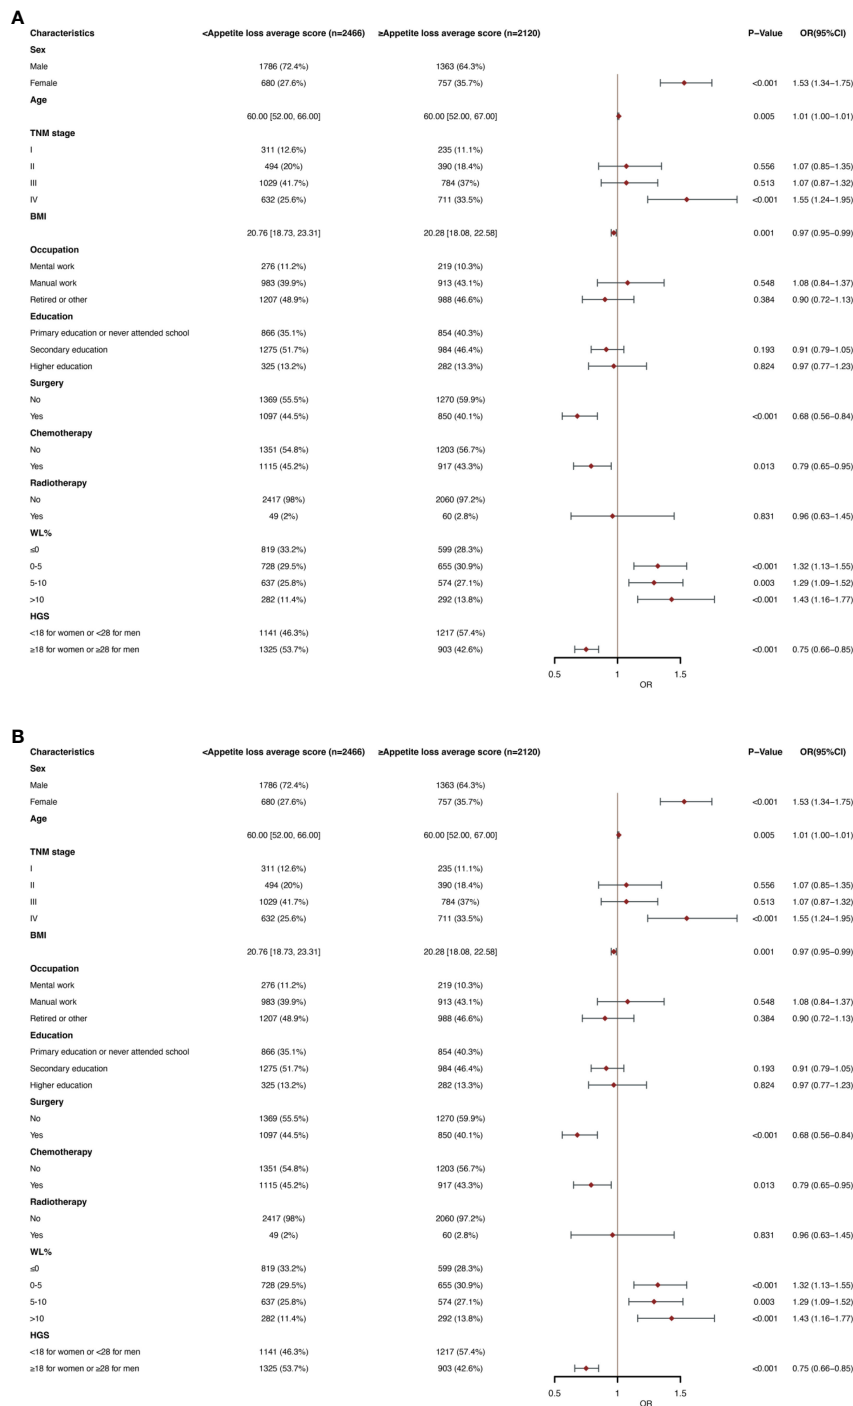 A
Characteristics <Appetite loss average score (n=2466) ≥Appetite loss average score (n=2120) P−Value OR(95%CI)
Sex
Male 1786 (72.4%) 1363 (64.3%)
Female 680 (27.6%) 757 (35.7%) <0.001 1.53 (1.34−1.75)
Age
60.00 [52.00, 66.00] 60.00 [52.00, 67.00] 0.005 1.01 (1.00−1.01)
TNM stage
I 311 (12.6%) 235 (11.1%)
II 494 (20%) 390 (18.4%) 0.556 1.07 (0.85−1.35)
III 1029 (41.7%) 784 (37%) 0.513 1.07 (0.87−1.32)
IV 632 (25.6%) 711 (33.5%) <0.001 1.55 (1.24−1.95)
BMI
20.76 [18.73, 23.31] 20.28 [18.08, 22.58] 0.001 0.97 (0.95−0.99)
Occupation
Mental work 276 (11.2%) 219 (10.3%)
Manual work 983 (39.9%) 913 (43.1%) 0.548 1.08 (0.84−1.37)
Retired or other 1207 (48.9%) 988 (46.6%) 0.384 0.90 (0.72−1.13)
Education
Primary education or never attended school 866 (35.1%) 854 (40.3%)
Secondary education 1275 (51.7%) 984 (46.4%) 0.193 0.91 (0.79−1.05)
Higher education 325 (13.2%) 282 (13.3%) 0.824 0.97 (0.77−1.23)
Surgery
No 1369 (55.5%) 1270 (59.9%)
Yes 1097 (44.5%) 850 (40.1%) <0.001 0.68 (0.56−0.84)
Chemotherapy
No 1351 (54.8%) 1203 (56.7%)
Yes 1115 (45.2%) 917 (43.3%) 0.013 0.79 (0.65−0.95)
Radiotherapy
No 2417 (98%) 2060 (97.2%)
Yes 49 (2%) 60 (2.8%) 0.831 0.96 (0.63−1.45)
WL%
≤0 819 (33.2%) 599 (28.3%)
0-5 728 (29.5%) 655 (30.9%) <0.001 1.32 (1.13−1.55)
5-10 637 (25.8%) 574 (27.1%) 0.003 1.29 (1.09−1.52)
>10 282 (11.4%) 292 (13.8%) <0.001 1.43 (1.16−1.77)
HGS
<18 for women or <28 for men 1141 (46.3%) 1217 (57.4%)
≥18 for women or ≥28 for men 1325 (53.7%) 903 (42.6%) <0.001 0.75 (0.66−0.85)
0.5 1 1.5
OR
B
Characteristics <Appetite loss average score (n=2466) ≥Appetite loss average score (n=2120) P−Value OR(95%CI)
Sex
Male 1786 (72.4%) 1363 (64.3%)
Female 680 (27.6%) 757 (35.7%) <0.001 1.53 (1.34−1.75)
Age
60.00 [52.00, 66.00] 60.00 [52.00, 67.00] 0.005 1.01 (1.00−1.01)
TNM stage
I 311 (12.6%) 235 (11.1%)
II 494 (20%) 390 (18.4%) 0.556 1.07 (0.85−1.35)
III 1029 (41.7%) 784 (37%) 0.513 1.07 (0.87−1.32)
IV 632 (25.6%) 711 (33.5%) <0.001 1.55 (1.24−1.95)
BMI
20.76 [18.73, 23.31] 20.28 [18.08, 22.58] 0.001 0.97 (0.95−0.99)
Occupation
Mental work 276 (11.2%) 219 (10.3%)
Manual work 983 (39.9%) 913 (43.1%) 0.548 1.08 (0.84−1.37)
Retired or other 1207 (48.9%) 988 (46.6%) 0.384 0.90 (0.72−1.13)
Education
Primary education or never attended school 866 (35.1%) 854 (40.3%)
Secondary education 1275 (51.7%) 984 (46.4%) 0.193 0.91 (0.79−1.05)
Higher education 325 (13.2%) 282 (13.3%) 0.824 0.97 (0.77−1.23)
Surgery
No 1369 (55.5%) 1270 (59.9%)
Yes 1097 (44.5%) 850 (40.1%) <0.001 0.68 (0.56−0.84)
Chemotherapy
No 1351 (54.8%) 1203 (56.7%)
Yes 1115 (45.2%) 917 (43.3%) 0.013 0.79 (0.65−0.95)
Radiotherapy
No 2417 (98%) 2060 (97.2%)
Yes 49 (2%) 60 (2.8%) 0.831 0.96 (0.63−1.45)
WL%
≤0 819 (33.2%) 599 (28.3%)
0-5 728 (29.5%) 655 (30.9%) <0.001 1.32 (1.13−1.55)
5-10 637 (25.8%) 574 (27.1%) 0.003 1.29 (1.09−1.52)
>10 282 (11.4%) 292 (13.8%) <0.001 1.43 (1.16−1.77)
HGS
<18 for women or <28 for men 1141 (46.3%) 1217 (57.4%)
≥18 for women or ≥28 for men 1325 (53.7%) 903 (42.6%) <0.001 0.75 (0.66−0.85)
0.5 1 1.5
OR